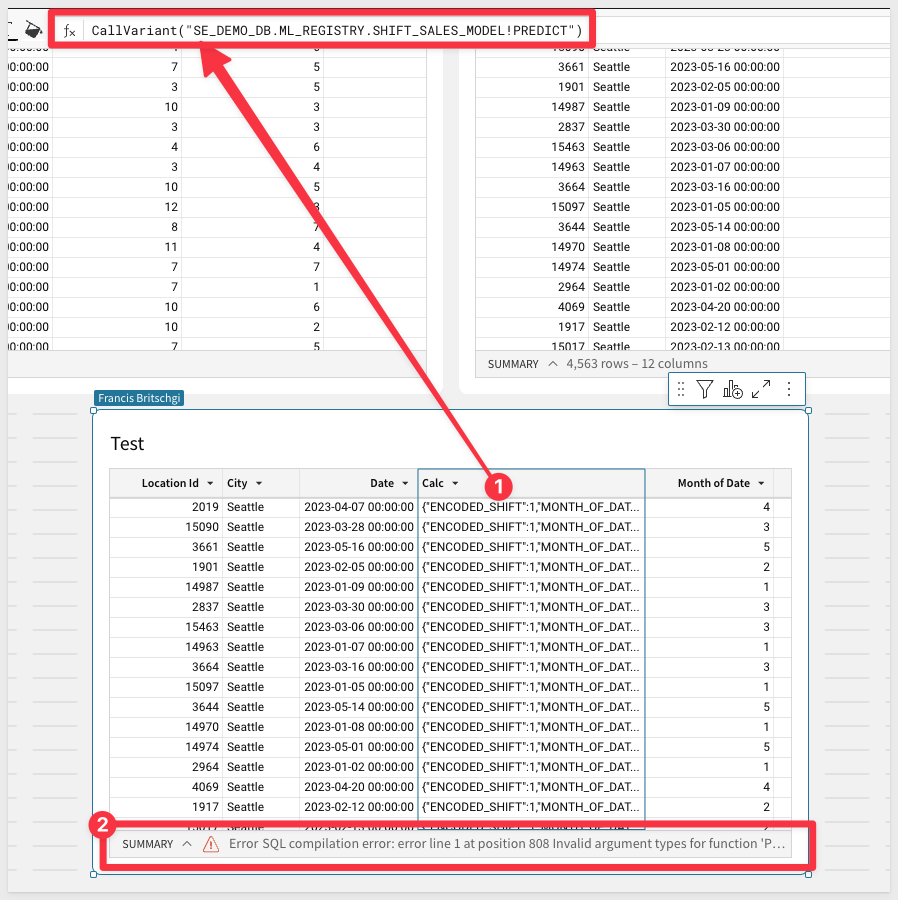 fx CallVariant("SE_DEMO_DB.ML_REGISTRY.SHIFT_SALES_MODEL!PREDICT")
00:00:00 7 5 3661 Seattle 2023-05-16 00:00:00
00:00:00 3 5 1901 Seattle 2023-02-05 00:00:00
00:00:00 10 3 14987 Seattle 2023-01-09 00:00:00
00:00:00 3 3 2837 Seattle 2023-03-30 00:00:00
00:00:00 4 6 15463 Seattle 2023-03-06 00:00:00
00:00:00 3 4 14963 Seattle 2023-01-07 00:00:00
00:00:00 10 5 3664 Seattle 2023-03-16 00:00:00
00:00:00 12 3 15097 Seattle 2023-01-05 00:00:00
00:00:00 8 7 3644 Seattle 2023-05-14 00:00:00
00:00:00 11 4 14970 Seattle 2023-01-08 00:00:00
00:00:00 7 7 14974 Seattle 2023-05-01 00:00:00
00:00:00 7 1 2964 Seattle 2023-01-02 00:00:00
00:00:00 10 6 4069 Seattle 2023-04-20 00:00:00
00:00:00 10 2 1917 Seattle 2023-02-12 00:00:00
00:00:00 7 5 15017 Seattle 2023-02-13 00:00:00
SUMMARY 4,563 rows – 12 columns
Francis Britschgi
Test
Location Id City Date Calc 1 Month of Date
2019 Seattle 2023-04-07 00:00:00 {"ENCODED_SHIFT":1,"MONTH_OF_DAT... 4
15090 Seattle 2023-03-28 00:00:00 {"ENCODED_SHIFT":1,"MONTH_OF_DAT... 3
3661 Seattle 2023-05-16 00:00:00 {"ENCODED_SHIFT":1,"MONTH_OF_DAT... 5
1901 Seattle 2023-02-05 00:00:00 {"ENCODED_SHIFT":1,"MONTH_OF_DAT... 2
14987 Seattle 2023-01-09 00:00:00 {"ENCODED_SHIFT":1,"MONTH_OF_DAT... 1
2837 Seattle 2023-03-30 00:00:00 {"ENCODED_SHIFT":1,"MONTH_OF_DAT... 3
15463 Seattle 2023-03-06 00:00:00 {"ENCODED_SHIFT":1,"MONTH_OF_DAT... 3
14963 Seattle 2023-01-07 00:00:00 {"ENCODED_SHIFT":1,"MONTH_OF_DAT... 1
3664 Seattle 2023-03-16 00:00:00 {"ENCODED_SHIFT":1,"MONTH_OF_DAT... 3
15097 Seattle 2023-01-05 00:00:00 {"ENCODED_SHIFT":1,"MONTH_OF_DAT... 1
3644 Seattle 2023-05-14 00:00:00 {"ENCODED_SHIFT":1,"MONTH_OF_DAT... 5
14970 Seattle 2023-01-08 00:00:00 {"ENCODED_SHIFT":1,"MONTH_OF_DAT... 1
14974 Seattle 2023-05-01 00:00:00 {"ENCODED_SHIFT":1,"MONTH_OF_DAT... 5
2964 Seattle 2023-01-02 00:00:00 {"ENCODED_SHIFT":1,"MONTH_OF_DAT... 1
4069 Seattle 2023-04-20 00:00:00 {"ENCODED_SHIFT":1,"MONTH_OF_DAT... 4
1917 Seattle 2023-02-12 00:00:00 {"ENCODED_SHIFT":1,"MONTH_OF_DAT... 2
2
SUMMARY Error SQL compilation error: error line 1 at position 808 Invalid argument types for function 'P...